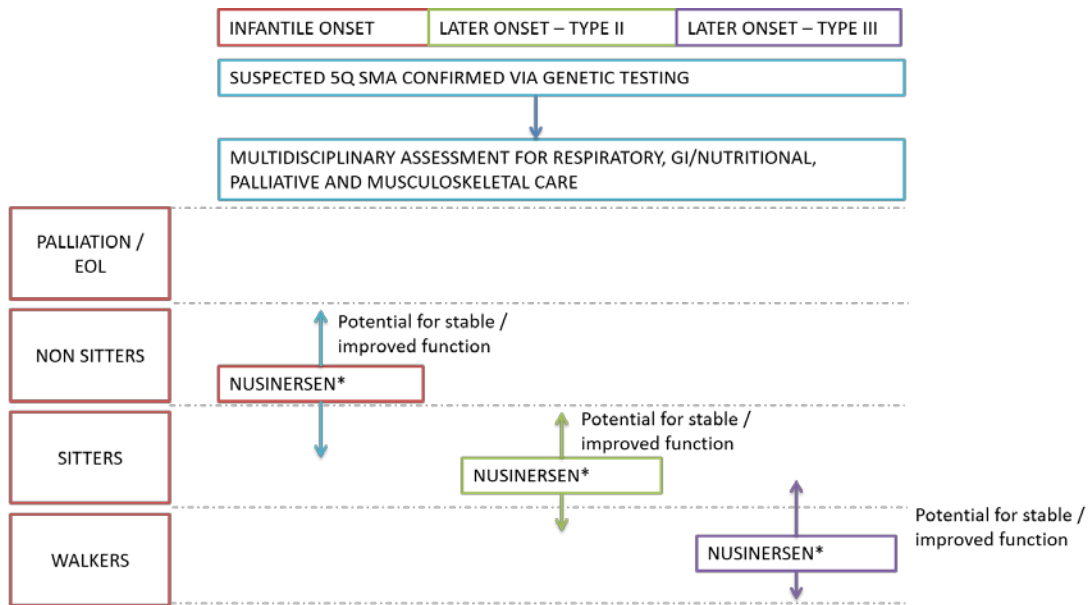 INFANTILE ONSET
LATER ONSET – TYPE II
LATER ONSET – TYPE III
SUSPECTED 5Q SMA CONFIRMED VIA GENETIC TESTING
MULTIDISCIPLINARY ASSESSMENT FOR RESPIRATORY, GI/NUTRITIONAL,
PALLIATIVE AND MUSCULOSKELETAL CARE
PALLIATION /
EOL
NON SITTERS
Potential for stable /
improved function
NUSINERSEN*
SITTERS
Potential for stable /
improved function
NUSINERSEN*
WALKERS
Potential for stable /
improved function
NUSINERSEN*